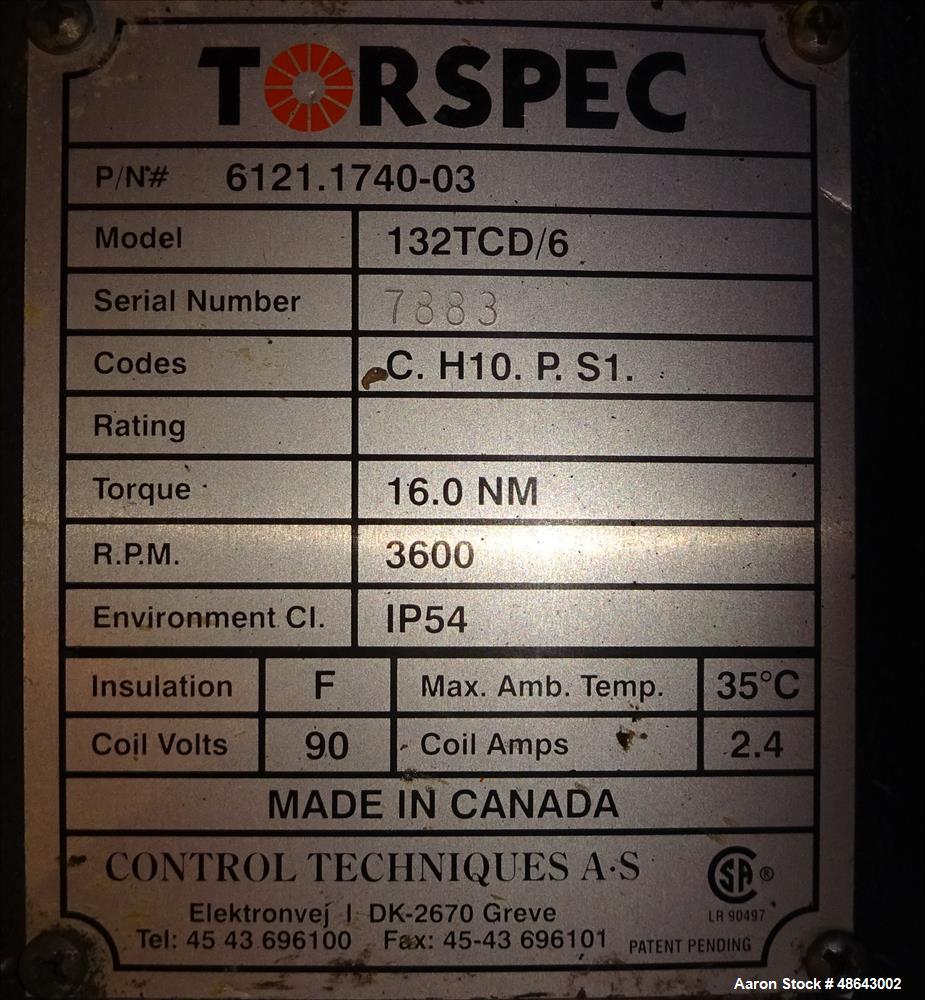 TORSPEC
P/N# 6121.1740-03
Model 132TCD/6
Serial Number 7883
Codes C. H10. P. S1.
Rating
Torque 16.0 NM
R.P.M. 3600
Environment Cl. IP54
Insulation F Max. Amb. Temp. 35°C
Coil Volts 90 Coil Amps 2.4
MADE IN CANADA
CONTROL TECHNIQUES A·S
Elektronvej 1 DK-2670 Greve
Tel: 45 43 696100 Fax: 45-43 696101
SA ®
LR 90497
PATENT PENDING
Aaron Stock # 48643002